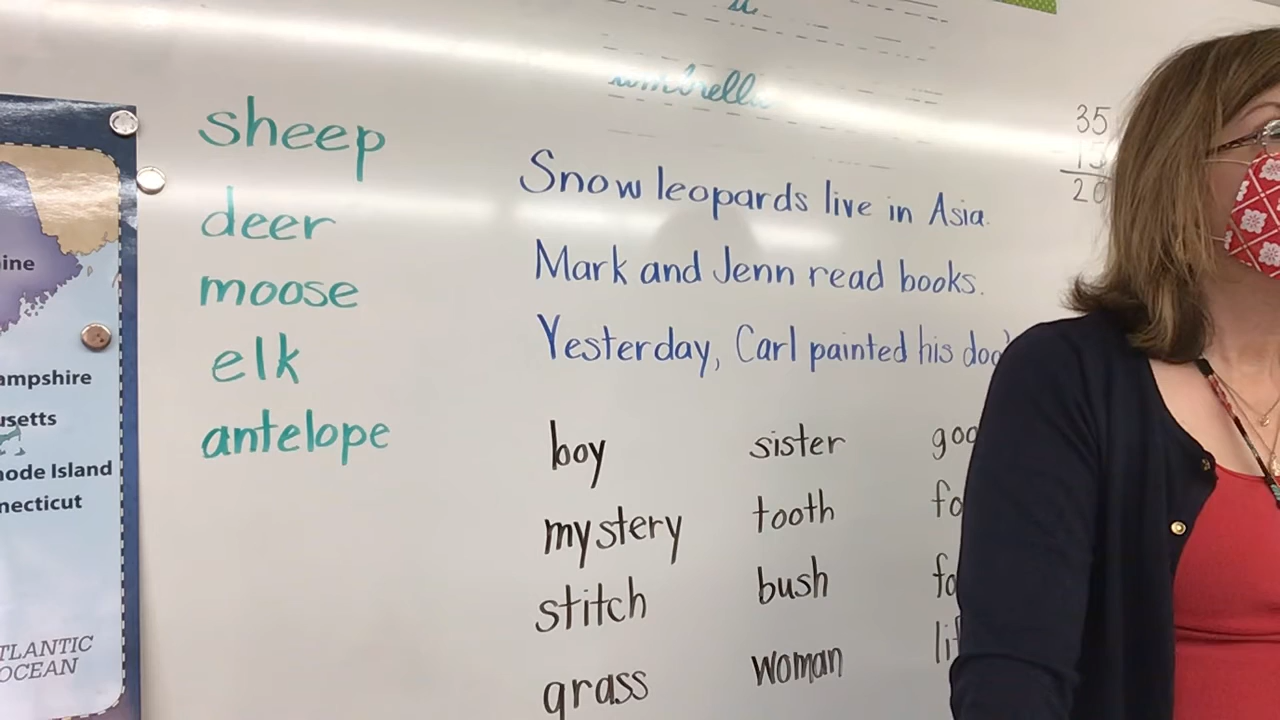 umbrella
sheep
deer
moose
elk
antelope
Snow leopards live in Asia.
Mark and Jenn read books.
Yesterday, Carl painted his
boy sister
mystery tooth
stitch bush
grass woman
35
15
20
ode Island
necticut
ampshire
usetts
ine
TLANTIC
OCEAN